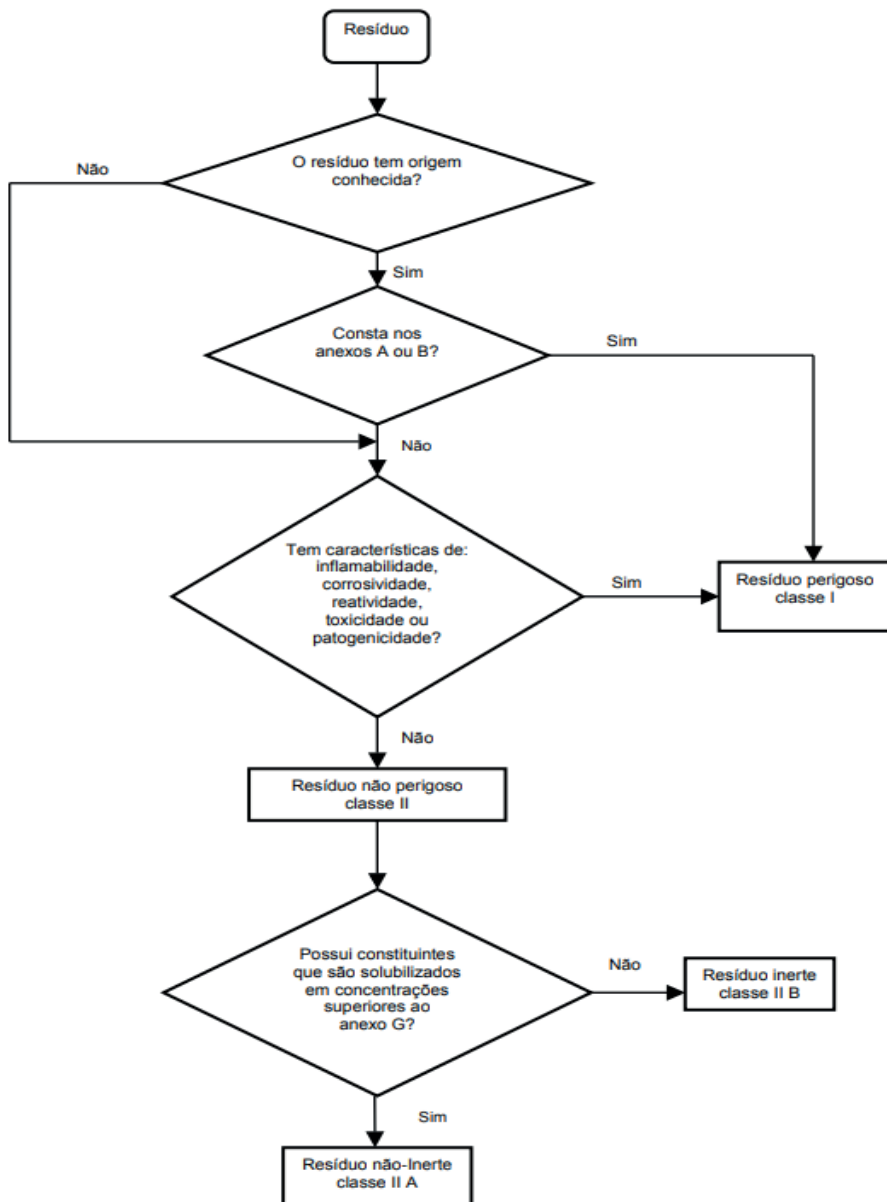 Resíduo
O resíduo tem origem
conhecida?
Não
Sim
Consta nos
anexos A ou B?
Sim
Não
Tem características de:
inflamabilidade,
corrosividade,
reatividade,
toxicidade ou
patogenicidade?
Sim
Resíduo perigoso
classe I
Não
Resíduo não perigoso
classe II
Possui constituintes
que são solubilizados
em concentrações
superiores ao
anexo G?
Não
Resíduo inerte
classe II B
Sim
Resíduo não-Inerte
classe II A